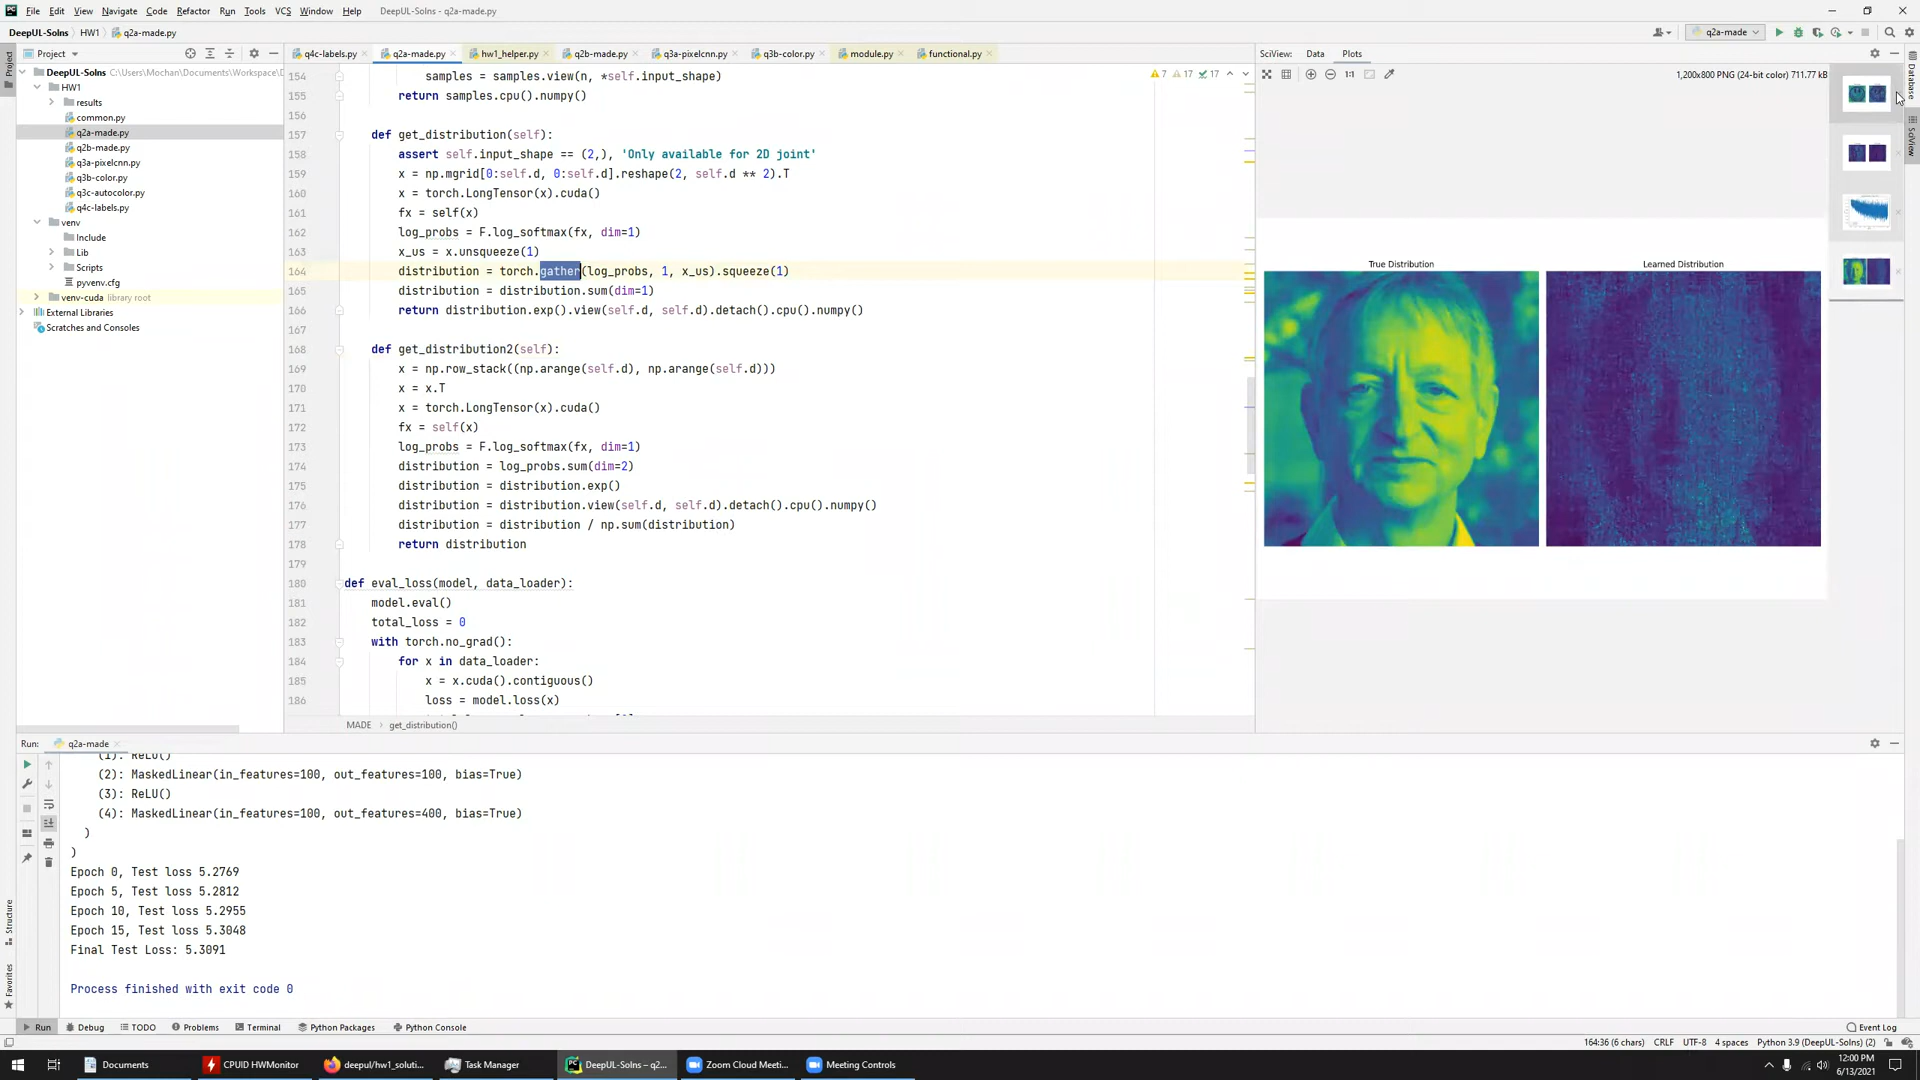 File Edit View Navigate Code Refactor Run Tools VCS Window Help DeepUL-Solns - q2a-made.py
DeepUL-Solns HW1 q2a-made.py
q2a-made
Project
q4c-labels.py q2a-made.py hw1_helper.py q2b-made.py q3a-pixelcnn.py q3b-color.py module.py functional.py
SciView: Data Plots
Project
DeepUL-Solns C:\Users\Mochan\Documents\Workspace\D
HW1
results
common.py
q2a-made.py
q2b-made.py
q3a-pixelcnn.py
q3b-color.py
q3c-autocolor.py
q4c-labels.py
venv
Include
Lib
Scripts
pyvenv.cfg
venv-cuda library root
External Libraries
Scratches and Consoles
7 17 17
154 samples = samples.view(n, *self.input_shape)
155 return samples.cpu().numpy()
156
157 def get_distribution(self):
158 assert self.input_shape == (2,), 'Only available for 2D joint'
159 x = np.mgrid[0:self.d, 0:self.d].reshape(2, self.d ** 2).T
160 x = torch.LongTensor(x).cuda()
161 fx = self(x)
162 log_probs = F.log_softmax(fx, dim=1)
163 x_us = x.unsqueeze(1)
164 distribution = torch.gather(log_probs, 1, x_us).squeeze(1)
165 distribution = distribution.sum(dim=1)
166 return distribution.exp().view(self.d, self.d).detach().cpu().numpy()
167
168 def get_distribution2(self):
169 x = np.row_stack((np.arange(self.d), np.arange(self.d)))
170 x = x.T
171 x = torch.LongTensor(x).cuda()
172 fx = self(x)
173 log_probs = F.log_softmax(fx, dim=1)
174 distribution = log_probs.sum(dim=2)
175 distribution = distribution.exp()
176 distribution = distribution.view(self.d, self.d).detach().cpu().numpy()
177 distribution = distribution / np.sum(distribution)
178 return distribution
179
180 def eval_loss(model, data_loader):
181 model.eval()
182 total_loss = 0
183 with torch.no_grad():
184 for x in data_loader:
185 x = x.cuda().contiguous()
186 loss = model.loss(x)
MADE get_distribution()
1:1
1,200x800 PNG (24-bit color) 711.77 kB
True Distribution Learned Distribution
Database
SciView
Run: q2a-made
(1): ReLU()
(2): MaskedLinear(in_features=100, out_features=100, bias=True)
(3): ReLU()
(4): MaskedLinear(in_features=100, out_features=400, bias=True)
)
)
Epoch 0, Test loss 5.2769
Epoch 5, Test loss 5.2812
Epoch 10, Test loss 5.2955
Epoch 15, Test loss 5.3048
Final Test Loss: 5.3091
Process finished with exit code 0
Structure
Favorites
Run Debug TODO Problems Terminal Python Packages Python Console Event Log
164:36 (6 chars) CRLF UTF-8 4 spaces Python 3.9 (DeepUL-Solns) (2)
Documents CPUID HWMonitor deepul/hw1_soluti... Task Manager DeepUL-Solns – q2... Zoom Cloud Meeti... Meeting Controls
12:00 PM
6/13/2021